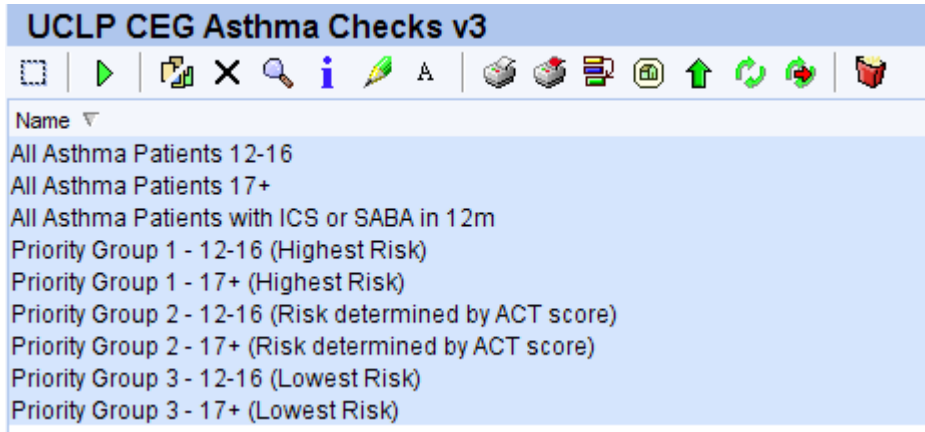 UCLP CEG Asthma Checks v3
A
Name
All Asthma Patients 12-16
All Asthma Patients 17+
All Asthma Patients with ICS or SABA in 12m
Priority Group 1 - 12-16 (Highest Risk)
Priority Group 1 - 17+ (Highest Risk)
Priority Group 2 - 12-16 (Risk determined by ACT score)
Priority Group 2 - 17+ (Risk determined by ACT score)
Priority Group 3 - 12-16 (Lowest Risk)
Priority Group 3 - 17+ (Lowest Risk)